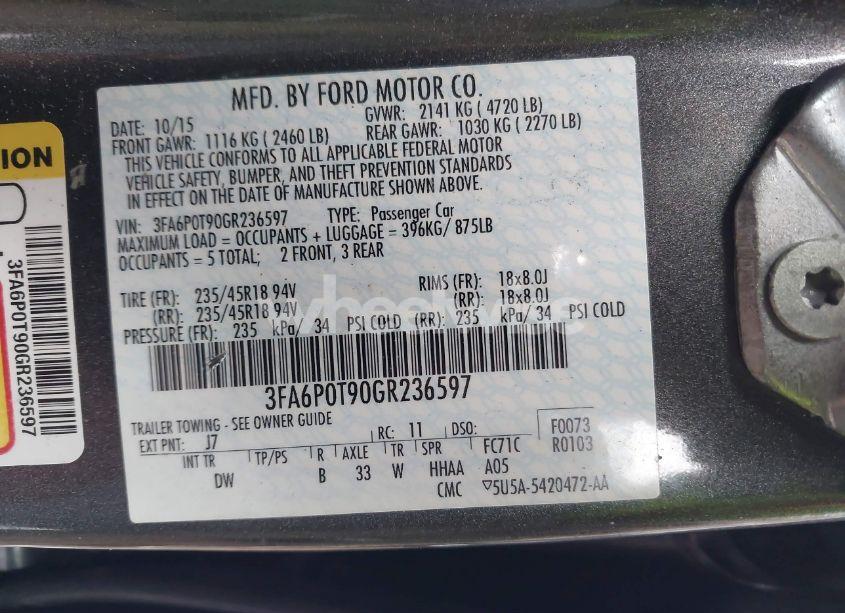 MFD. BY FORD MOTOR CO.
DATE: 10/15 GVWR: 2141 KG ( 4720 LB)
FRONT GAWR: 1116 KG ( 2460 LB) REAR GAWR: 1030 KG ( 2270 LB)
THIS VEHICLE CONFORMS TO ALL APPLICABLE FEDERAL MOTOR
VEHICLE SAFETY, BUMPER, AND THEFT PREVENTION STANDARDS
IN EFFECT ON THE DATE OF MANUFACTURE SHOWN ABOVE.
VIN: 3FA6P0T90GR236597 TYPE: Passenger Car
MAXIMUM LOAD = OCCUPANTS + LUGGAGE = 396KG/ 875LB
OCCUPANTS = 5 TOTAL; 2 FRONT, 3 REAR
TIRE (FR): 235/45R18 94V RIMS (FR): 18x8.0J
(RR): 235/45R18 94V (RR): 18x8.0J
PRESSURE (FR): 235 kPa/ 34 PSI COLD (RR): 235 kPa/ 34 PSI COLD
3FA6P0T90GR236597
TRAILER TOWING - SEE OWNER GUIDE
EXT PNT: J7 RC: 11 DSO: F0073
R0103
INT TR TP/PS R AXLE TR SPR FC71C
DW B 33 W HHAA A05
CMC ▽5U5A-5420472-AA
ION
3FA6P0T90GR236597